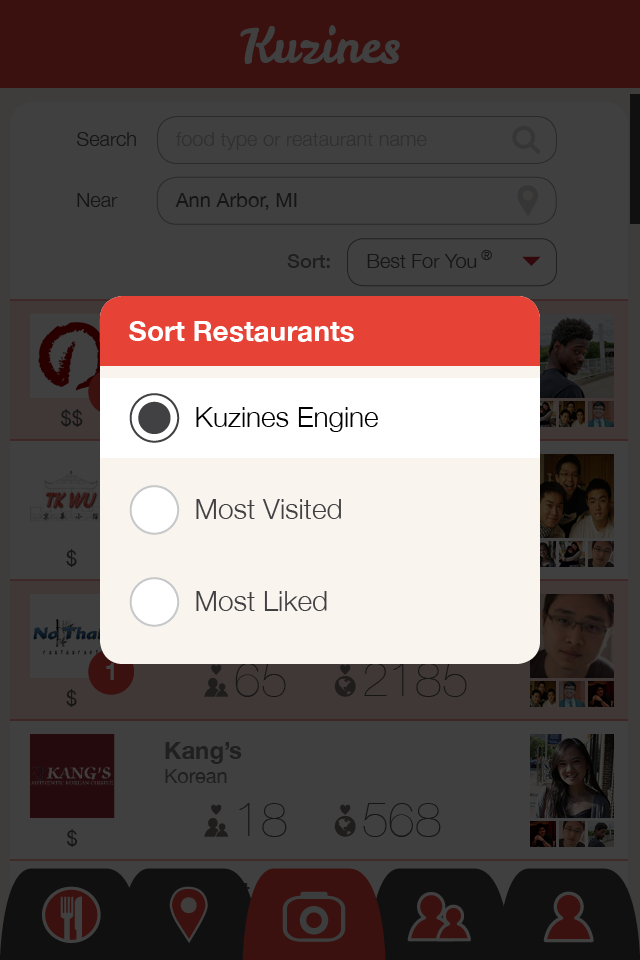 Kuzines
Search food type or reataurant name
Near Ann Arbor, MI
Sort: Best For You ®
Sort Restaurants
Kuzines Engine
$$
TK WU
Most Visited
$
Most Liked
No Thai
restaurant
1
65 2185
$
Kang's
KANG'S
Korean
18 568
$